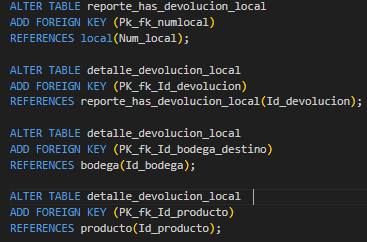 ALTER TABLE reporte_has_devolucion_local
ADD FOREIGN KEY (Pk_fk_numlocal)
REFERENCES local(Num_local);
ALTER TABLE detalle_devolucion_local
ADD FOREIGN KEY (PK_fk_Id_devolucion)
REFERENCES reporte_has_devolucion_local(Id_devolucion);
ALTER TABLE detalle_devolucion_local
ADD FOREIGN KEY (PK_fk_Id_bodega_destino)
REFERENCES bodega(Id_bodega);
ALTER TABLE detalle_devolucion_local
ADD FOREIGN KEY (PK_fk_Id_producto)
REFERENCES producto(Id_producto);